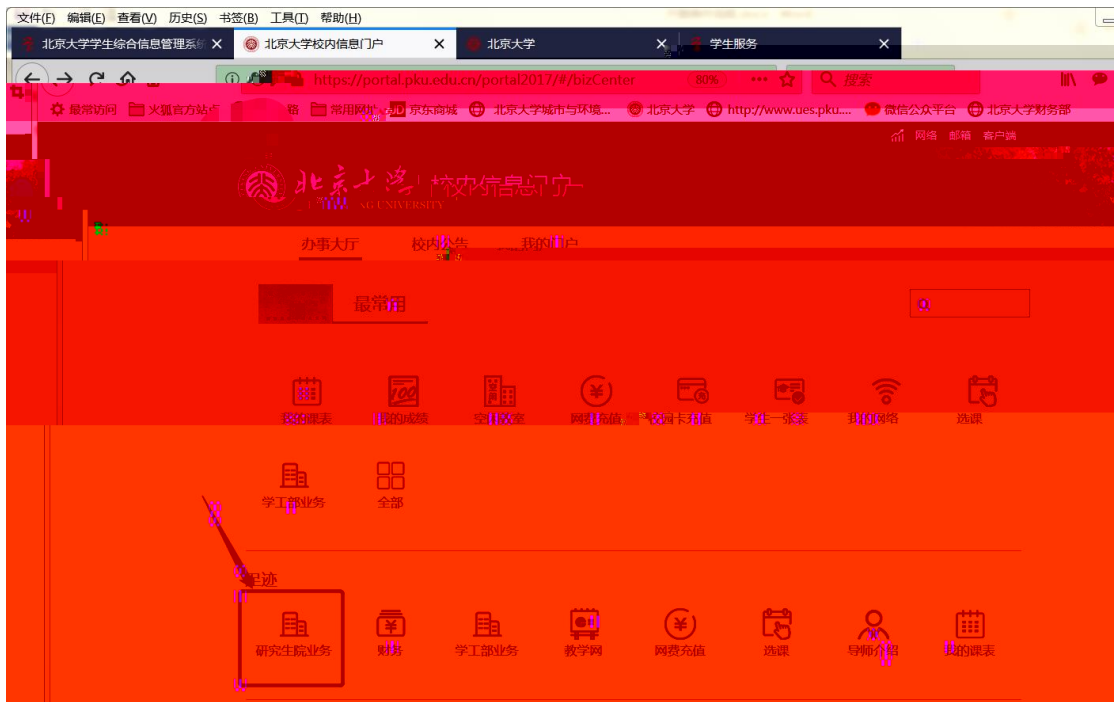 文件(F) 编辑(E) 查看(V) 历史(S) 书签(B) 工具(T) 帮助(H)
北京大学学生综合信息管理系统 北京大学校内信息门户 北京大学 学生服务
https://portal.pku.edu.cn/portal2017/#/bizCenter 80% 搜索
最常访问 火狐官方站点 常用网址 京东商城 北京大学城市与环境... 北京大学 http://www.ues.pku.... 微信公众平台 北京大学财务部
网络 邮箱 客户端
北京大学 校内信息门户
UNIVERSITY
办事大厅 校内公告 我的门户
最常用
我的课表 我的成绩 空闲教室 网费充值 校园卡充值 学生一张表 我的网络 选课
学工部业务 全部
足迹
研究生院业务 财务 学工部业务 教学网 网费充值 选课 导师介绍 我的课表